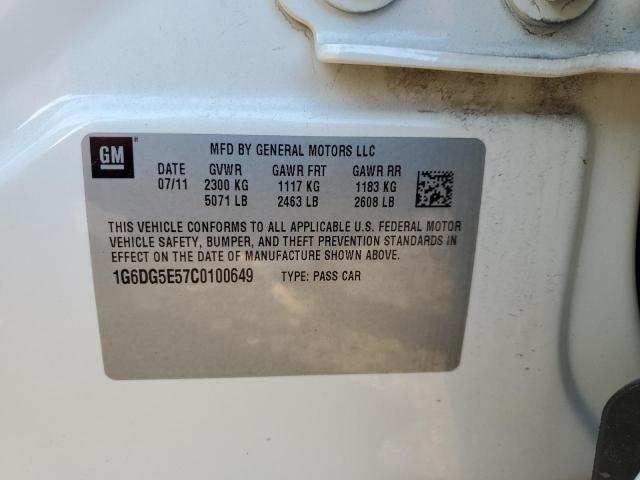 GM
MFD BY GENERAL MOTORS LLC
DATE GVWR GAWR FRT GAWR RR
07/11 2300 KG 1117 KG 1183 KG
5071 LB 2463 LB 2608 LB
THIS VEHICLE CONFORMS TO ALL APPLICABLE U.S. FEDERAL MOTOR
VEHICLE SAFETY, BUMPER, AND THEFT PREVENTION STANDARDS IN
EFFECT ON THE DATE OF MANUFACTURE SHOWN ABOVE.
1G6DG5E57C0100649 TYPE: PASS CAR